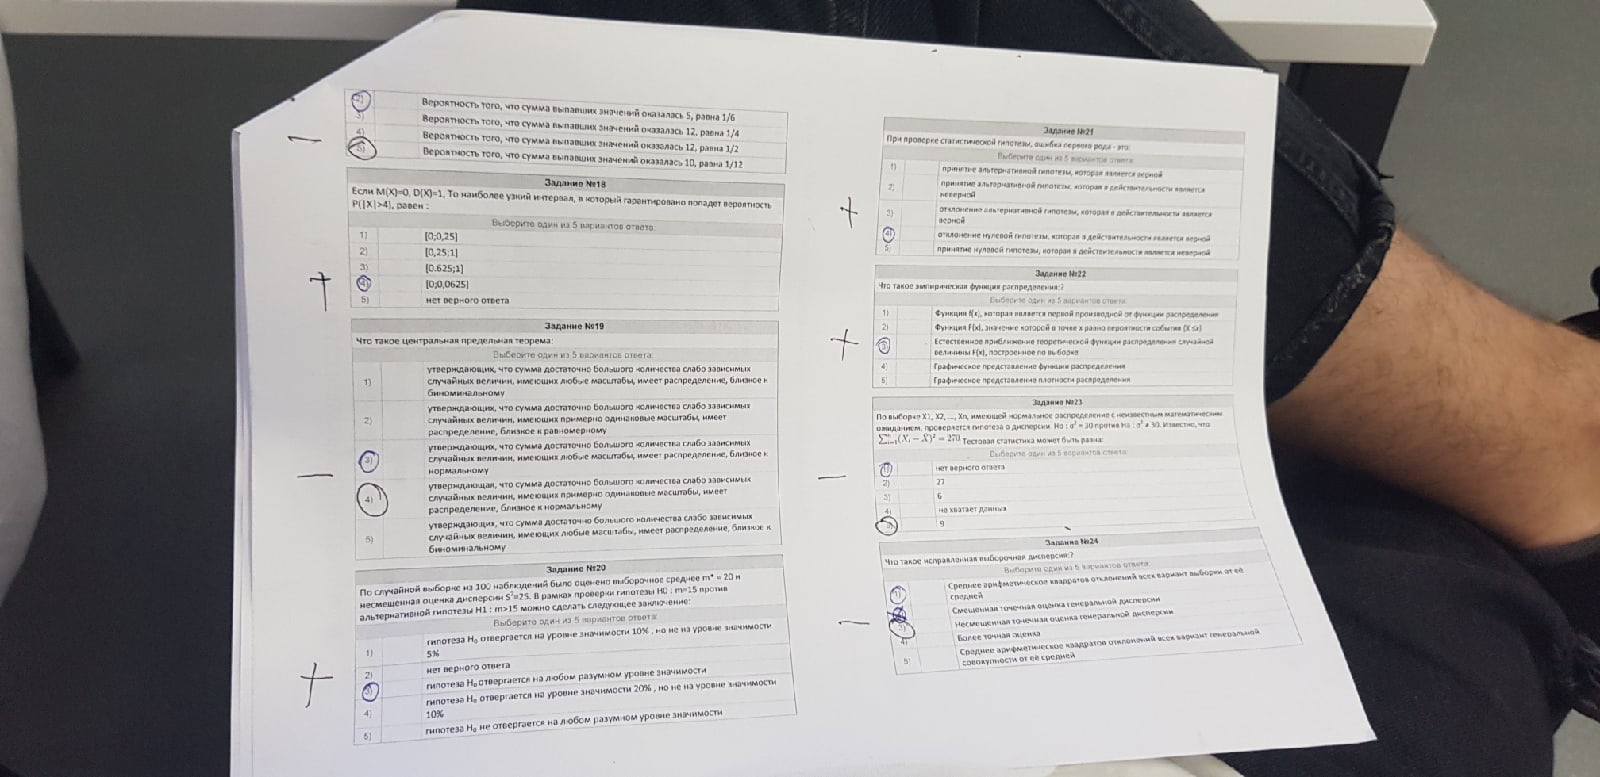 2) Вероятность того, что сумма выпавших значений оказалась 5, равна 1/6
3) Вероятность того, что сумма выпавших значений оказалась 12, равна 1/4
4) Вероятность того, что сумма выпавших значений оказалась 12, равна 1/2
5) Вероятность того, что сумма выпавших значений оказалась 10, равна 1/12
Задание №18
Если M(X)=0, D(X)=1, То наиболее узкий интервал, в который гарантировано попадет вероятность
P(|X|>4), равен :
Выберите один из 5 вариантов ответа:
1) [0;0,25]
2) [0,25;1]
3) [0.625;1]
4) [0;0,0625]
5) нет верного ответа
+
Задание №19
Что такое центральная предельная теорема:
Выберите один из 5 вариантов ответа:
1) утверждающих, что сумма достаточно большого количества слабо зависимых
случайных величин, имеющих любые масштабы, имеет распределение, близкое к
биноминальному
2) утверждающих, что сумма достаточно большого количества слабо зависимых
случайных величин, имеющих примерно одинаковые масштабы, имеет
распределение, близкое к равномерному
3) утверждающих, что сумма достаточно большого количества слабо зависимых
случайных величин, имеющих любые масштабы, имеет распределение, близкое к
нормальному
4) утверждающая, что сумма достаточно большого количества слабо зависимых
случайных величин, имеющих примерно одинаковые масштабы, имеет
распределение, близкое к нормальному
5) утверждающих, что сумма достаточно большого количества слабо зависимых
случайных величин, имеющих любые масштабы, имеет распределение, близкое к
биноминальному
Задание №20
По случайной выборке из 100 наблюдений было оценено выборочное среднее m* = 20 и
несмещенная оценка дисперсии S²=25. В рамках проверки гипотезы H0 : m=15 против
альтернативной гипотезы H1 : m>15 можно сделать следующее заключение:
Выберите один из 5 вариантов ответа:
1) гипотеза H₀ отвергается на уровне значимости 10% , но не на уровне значимости
5%
2) нет верного ответа
3) гипотеза H₀ отвергается на любом разумном уровне значимости
4) гипотеза H₀ отвергается на уровне значимости 20% , но не на уровне значимости
10%
5) гипотеза H₀ не отвергается на любом разумном уровне значимости
+
Задание №21
При проверке статистической гипотезы, ошибка первого рода - это:
Выберите один из 5 вариантов ответа:
1) принятие альтернативной гипотезы, которая является верной
2) принятие альтернативной гипотезы, которая в действительности является
неверной
3) отклонение альтернативной гипотезы, которая в действительности является
верной
4) отклонение нулевой гипотезы, которая в действительности является верной
5) принятие нулевой гипотезы, которая в действительности является неверной
+
Задание №22
Что такое эмпирическая функция распределения:?
Выберите один из 5 вариантов ответа:
1) Функция f(x), которая является первой производной от функции распределения
2) Функция F(x), значение которой в точке x равно вероятности события {X ≤x}
3) Естественное приближение теоретической функции распределения случайной
величины F(x), построенное по выборке
4) Графическое представление функции распределения
5) Графическое представление плотности распределения
+
Задание №23
По выборке X1, X2, ..., Xn, имеющей нормальное распределение с неизвестным математическим
ожиданием, проверяется гипотеза о дисперсии Ho : σ² = 30 против Ha : σ² ≠ 30. Известно, что
= 270 Тестовая статистика может быть равна:
Выберите один из 5 вариантов ответа:
1) нет верного ответа
2) 27
3) 6
4) не хватает данных
5) 9
Задание №24
Что такое исправленная выборочная дисперсия:?
Выберите один из 5 вариантов ответа:
1) Среднее арифметическое квадратов отклонений всех вариант выборки от её
средней
Смещенная точечная оценка генеральной дисперсии
3) Несмещенная точечная оценка генеральной дисперсии
4) Более точная оценка
5) Среднее арифметическое квадратов отклонений всех вариант генеральной
совокупности от её средней